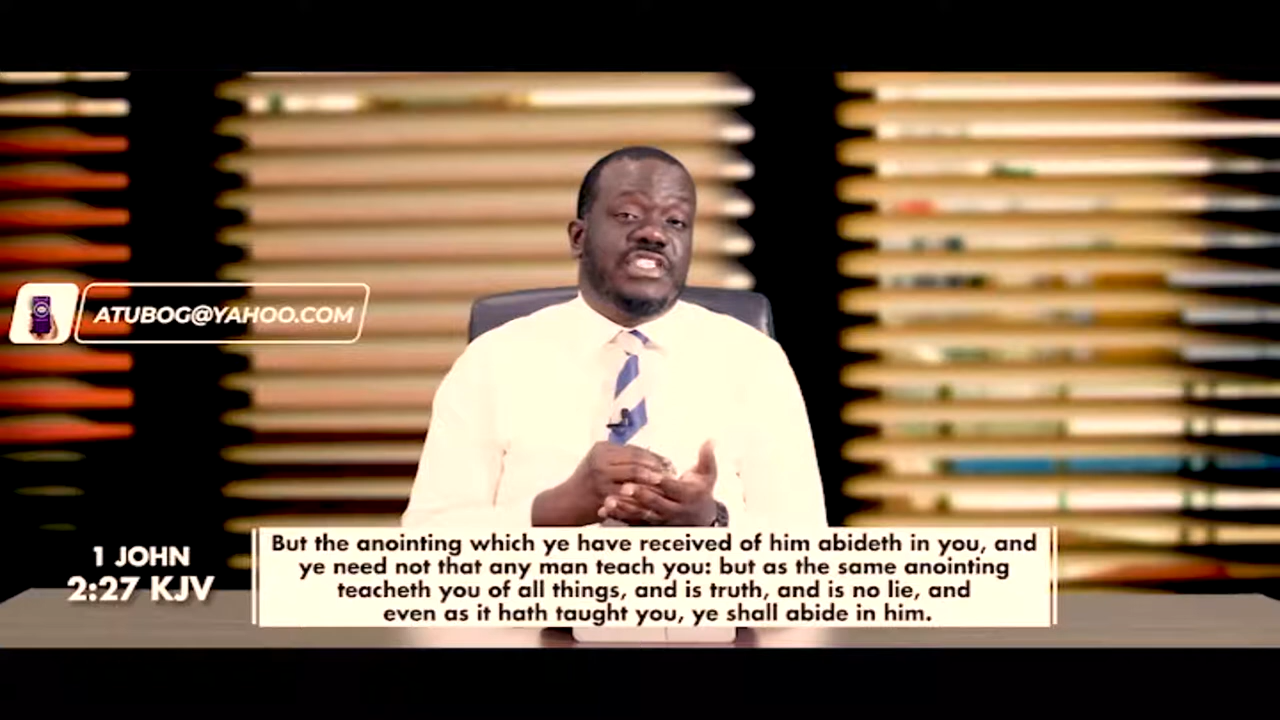 ATUBOG@YAHOO.COM
1 JOHN
2:27 KJV
But the anointing which ye have received of him abideth in you, and
ye need not that any man teach you: but as the same anointing
teacheth you of all things, and is truth, and is no lie, and
even as it hath taught you, ye shall abide in him.